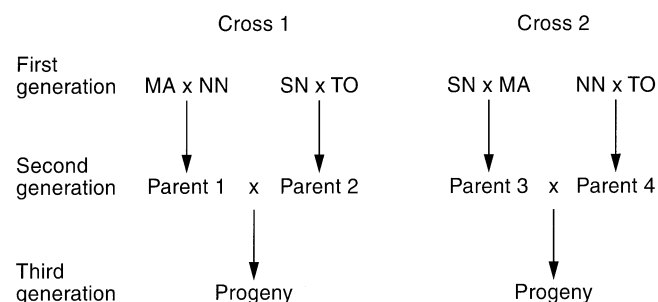 Cross 1 Cross 2
First
generation MA x NN SN x TO SN x MA NN x TO
Second
generation Parent 1 x Parent 2 Parent 3 x Parent 4
Third
generation Progeny Progeny